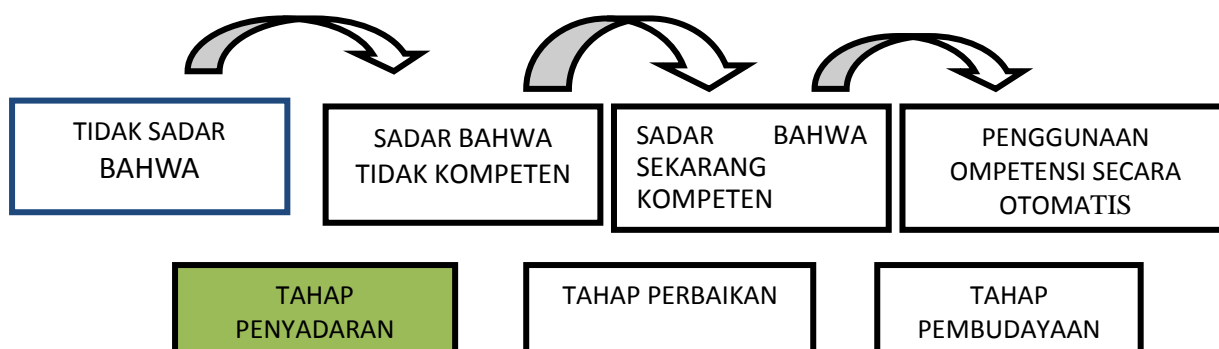 TIDAK SADAR
BAHWA
SADAR BAHWA
TIDAK KOMPETEN
SADAR BAHWA
SEKARANG
KOMPETEN
PENGGUNAAN
OMPETENSI SECARA
OTOMATIS
TAHAP
PENYADARAN
TAHAP PERBAIKAN
TAHAP
PEMBUDAYAAN